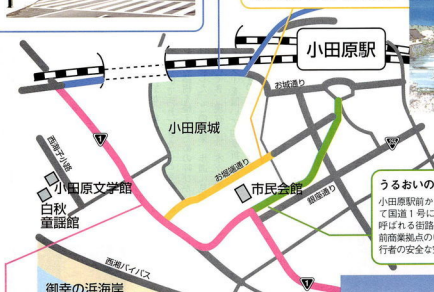 小田原駅
お城通り
小田原城
1
西海子小路
お堀端通り
市民会館
銀座通り
小田原文学館
白秋
童謡館
うるおいの
小田原駅前か
て国道1号に
呼ばれる街路
前商業拠点の
行者の安全な
西湘バイパス
御幸の浜海岸
1